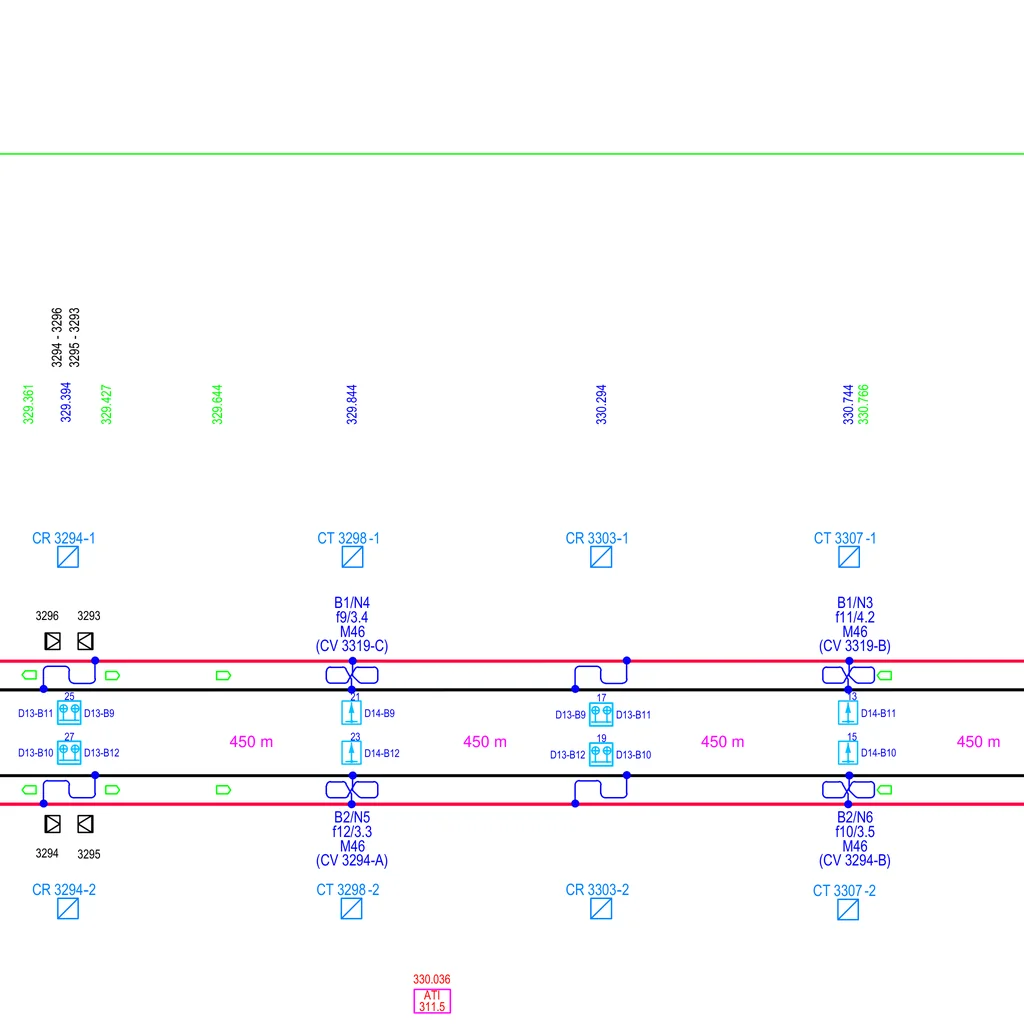 3294 - 3296
3295 - 3293
329.361
329.394
329.427
329.644
329.844
330.294
330.744
330.766
CR 3294-1
CT 3298-1
CR 3303-1
CT 3307-1
3296
3293
B1/N4
f9/3.4
M46
(CV 3319-C)
B1/N3
f11/4.2
M46
(CV 3319-B)
25
D13-B11
D13-B9
21
D14-B9
17
D13-B9
D13-B11
13
D14-B11
27
D13-B10
D13-B12
450 m
23
D14-B12
450 m
19
D13-B12
D13-B10
450 m
15
D14-B10
450 m
3294
3295
B2/N5
f12/3.3
M46
(CV 3294-A)
B2/N6
f10/3.5
M46
(CV 3294-B)
CR 3294-2
CT 3298-2
CR 3303-2
CT 3307-2
330.036
ATI
311.5